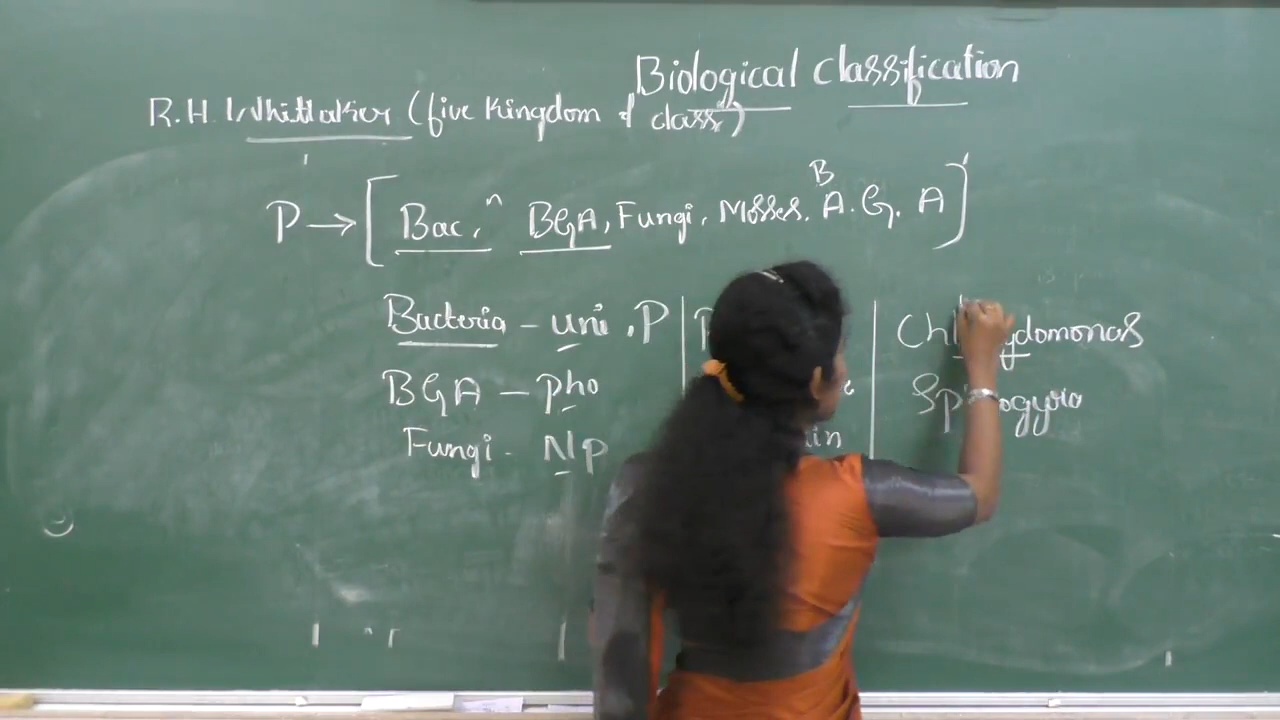 Biological classification
R.H. Whittaker (five kingdom of class)
B
P → [ Bac, n BGA, Fungi, Mosses. A. G. A ]
Bacteria - uni , P
Chlamydomonas
BGA - pho
Spirogyra
Fungi - Np